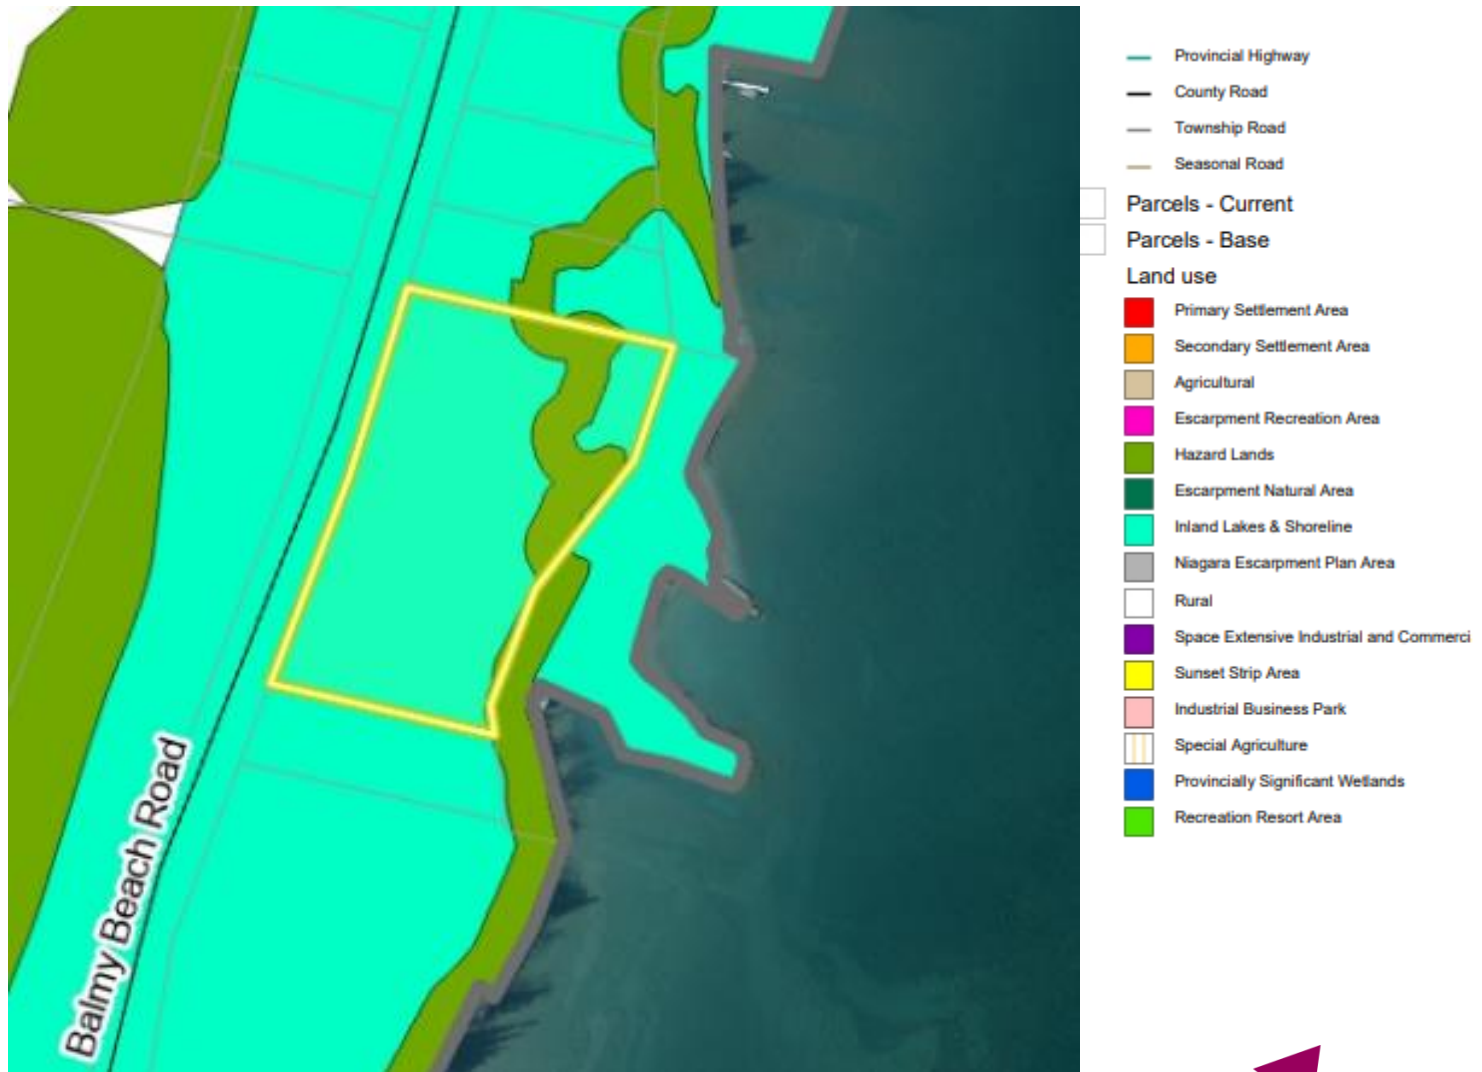 Provincial Highway
County Road
Township Road
Seasonal Road
Parcels - Current
Parcels - Base
Land use
Primary Settlement Area
Secondary Settlement Area
Agricultural
Escarpment Recreation Area
Hazard Lands
Escarpment Natural Area
Inland Lakes & Shoreline
Niagara Escarpment Plan Area
Rural
Space Extensive Industrial and Commerci
Sunset Strip Area
Industrial Business Park
Special Agriculture
Provincially Significant Wetlands
Recreation Resort Area
Balmy Beach Road